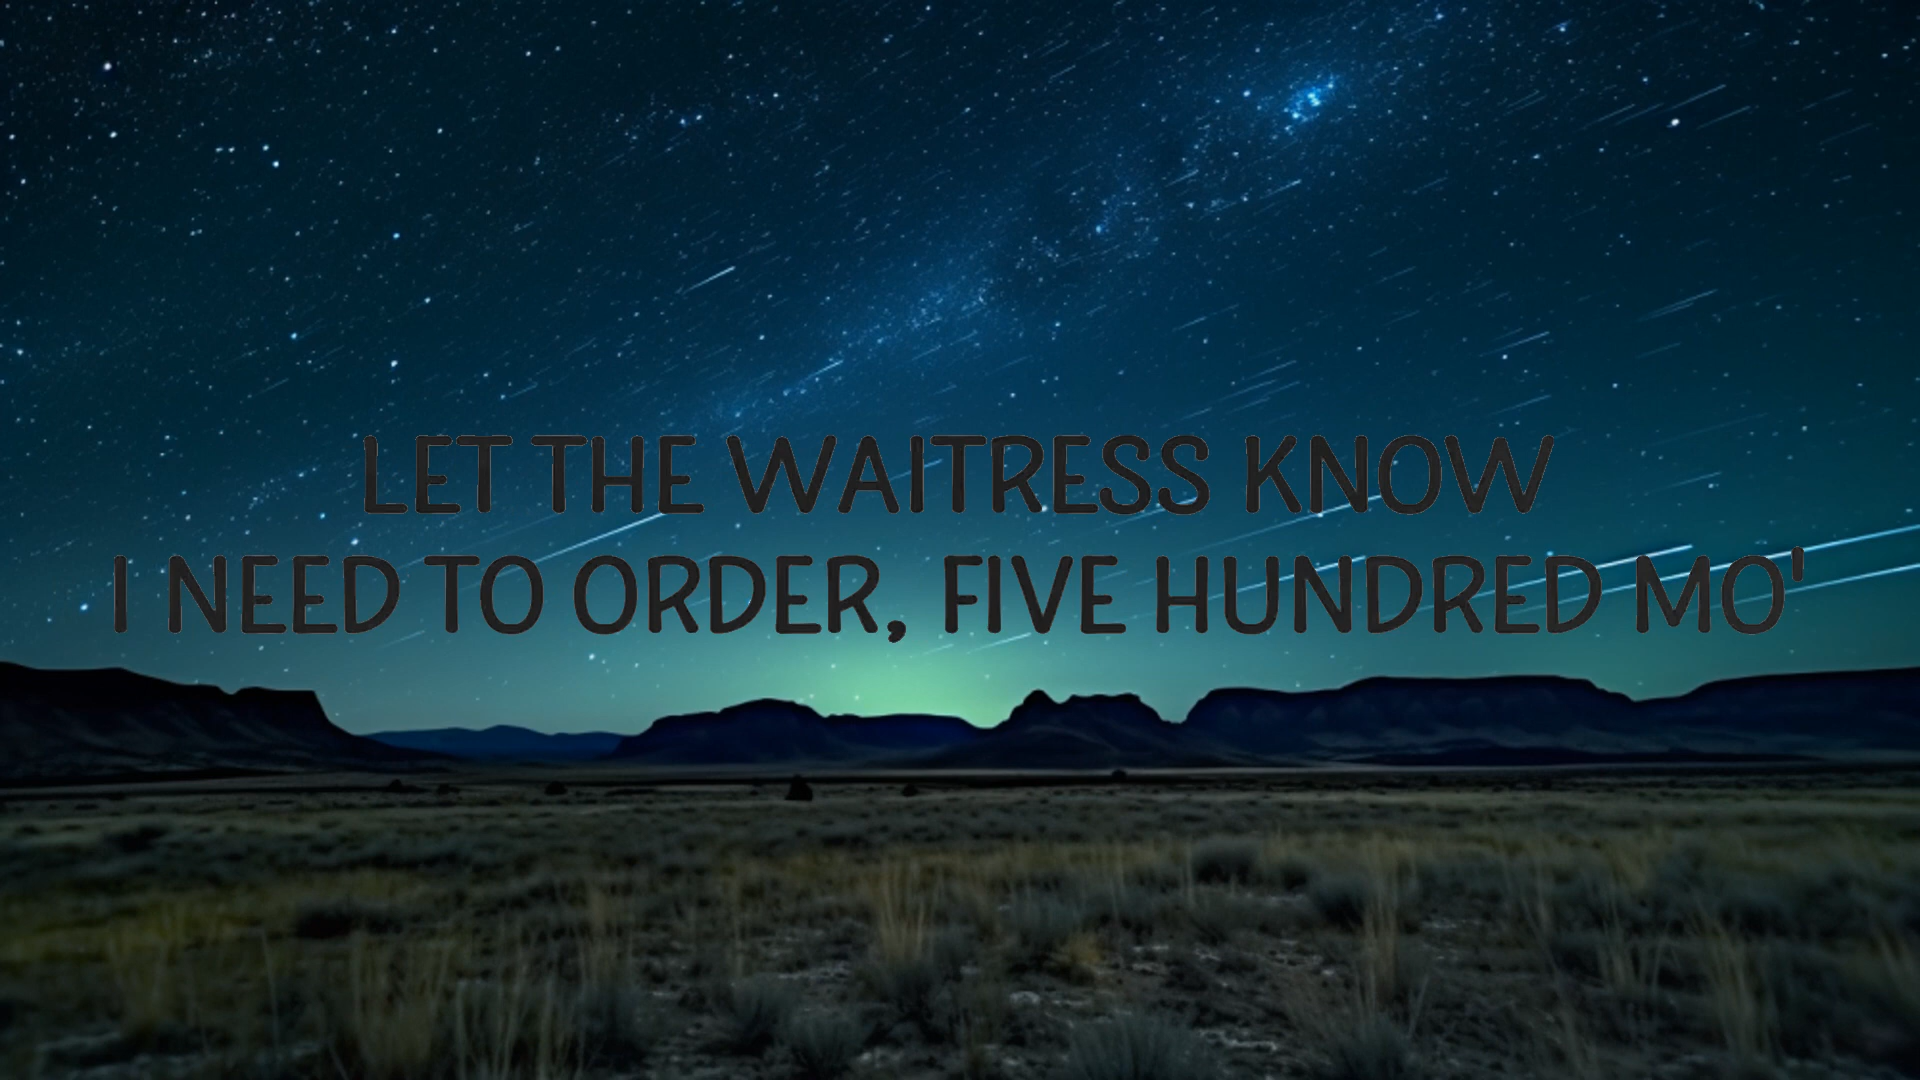 LET THE WAITRESS KNOW
I NEED TO ORDER, FIVE HUNDRED MO'